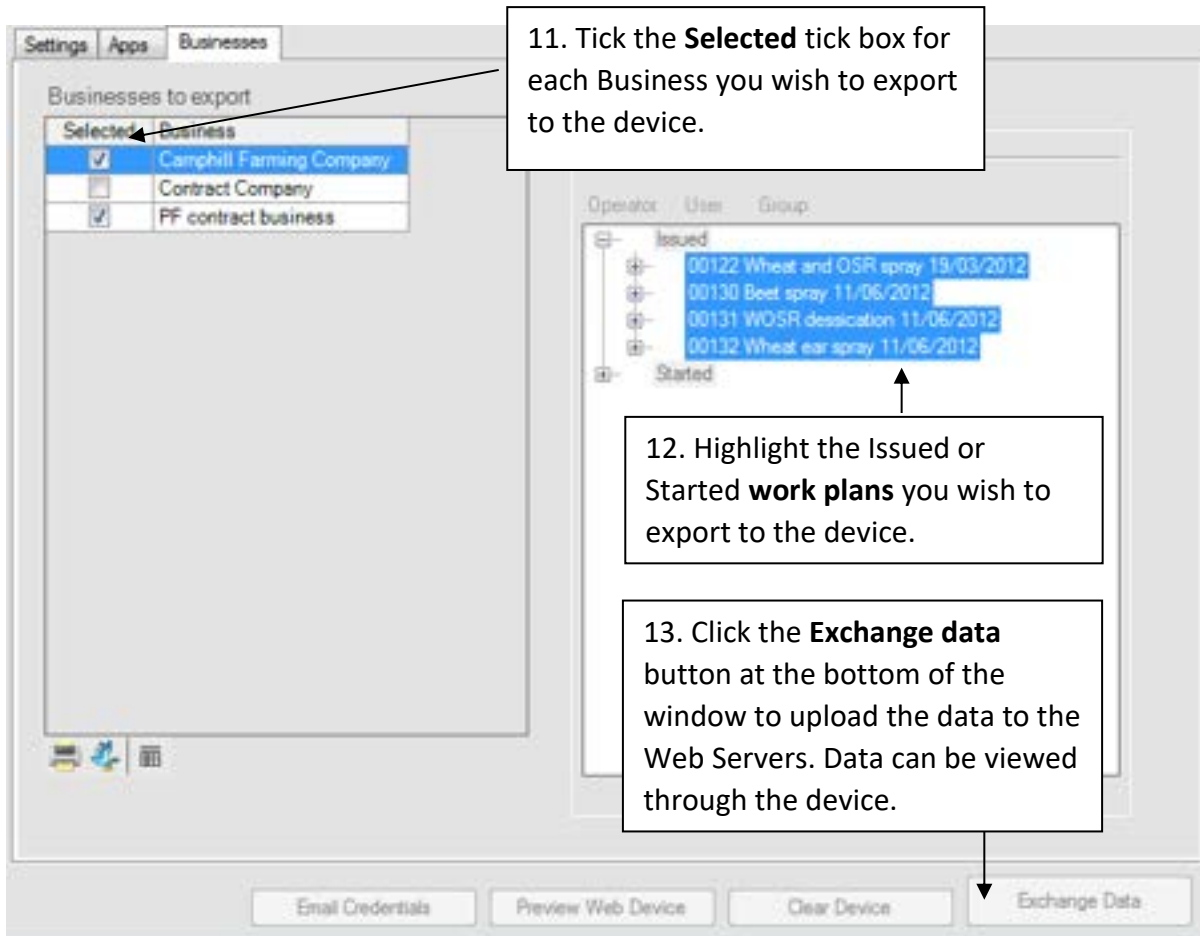 Settings Apps Businesses
11. Tick the Selected tick box for
each Business you wish to export
to the device.
Businesses to export
Selected Business
Camphill Farming Company
Contract Company
PF contract business
Operator User Group
Issued
00122 Wheat and OSR spray 19/03/2012
00130 Beet spray 11/06/2012
00131 WOSR dessication 11/06/2012
00132 Wheat ear spray 11/06/2012
Started
12. Highlight the Issued or
Started work plans you wish to
export to the device.
13. Click the Exchange data
button at the bottom of the
window to upload the data to the
Web Servers. Data can be viewed
through the device.
Email Credentials Preview Web Device Clear Device Exchange Data